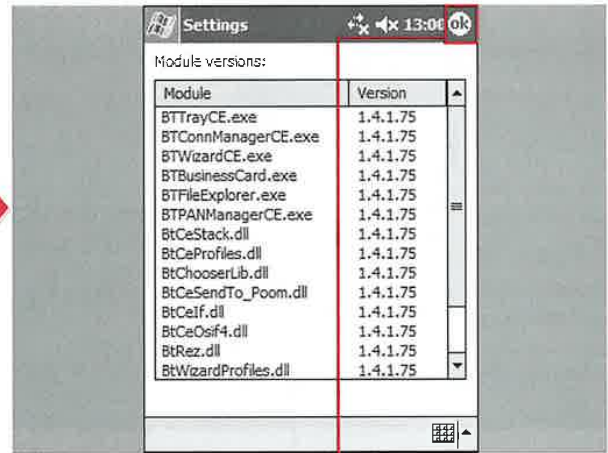 Settings 13:00 ok
Module versions:
Module Version
BTTrayCE.exe 1.4.1.75
BTConnManagerCE.exe 1.4.1.75
BTWizardCE.exe 1.4.1.75
BTBusinessCard.exe 1.4.1.75
BTFileExplorer.exe 1.4.1.75
BTPANManagerCE.exe 1.4.1.75
BtCeStack.dll 1.4.1.75
BtCeProfiles.dll 1.4.1.75
BtChooserLib.dll 1.4.1.75
BtCeSendTo_Poom.dll 1.4.1.75
BtCeIf.dll 1.4.1.75
BtCeOsif4.dll 1.4.1.75
BtRez.dll 1.4.1.75
BtWizardProfiles.dll 1.4.1.75